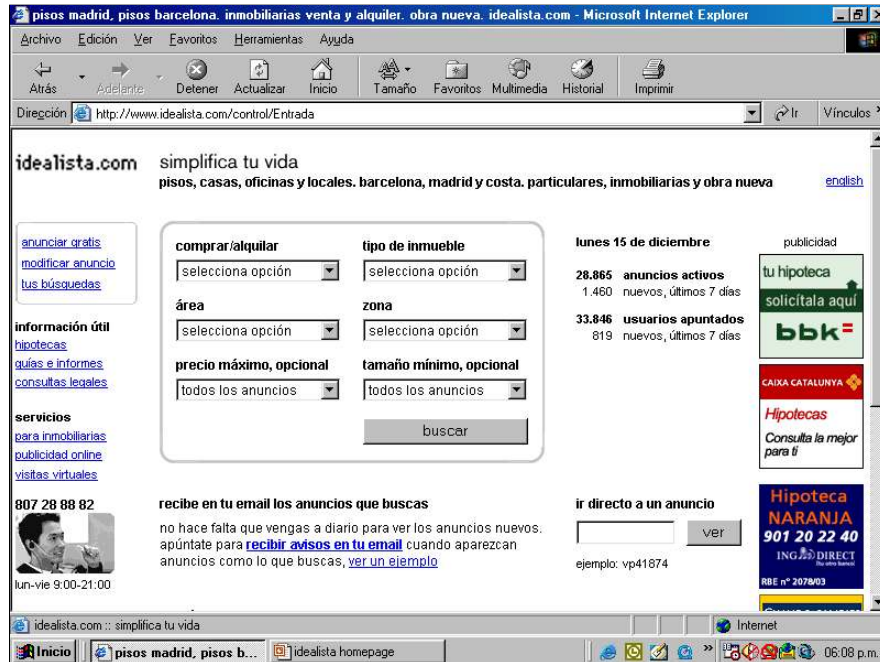 pisos madrid, pisos barcelona. inmobiliarias venta y alquiler. obra nueva. idealista.com - Microsoft Internet Explorer
Archivo Edición Ver Favoritos Herramientas Ayuda
Atrás Adelante Detener Actualizar Inicio Tamaño Favoritos Multimedia Historial Imprimir
Dirección http://www.idealista.com/control/Entrada Ir Vínculos »
idealista.com
simplifica tu vida
pisos, casas, oficinas y locales. barcelona, madrid y costa. particulares, inmobiliarias y obra nueva
english
anunciar gratis
modificar anuncio
tus búsquedas
información útil
hipotecas
guías e informes
consultas legales
servicios
para inmobiliarias
publicidad online
visitas virtuales
807 28 88 82
lun-vie 9:00-21:00
comprar/alquilar tipo de inmueble
selecciona opción selecciona opción
área zona
selecciona opción selecciona opción
precio máximo, opcional tamaño mínimo, opcional
todos los anuncios todos los anuncios
buscar
recibe en tu email los anuncios que buscas
no hace falta que vengas a diario para ver los anuncios nuevos.
apúntate para recibir avisos en tu email cuando aparezcan
anuncios como lo que buscas, ver un ejemplo
lunes 15 de diciembre
28.865 anuncios activos
1.460 nuevos, últimos 7 días
33.846 usuarios apuntados
819 nuevos, últimos 7 días
ir directo a un anuncio
ver
ejemplo: vp41874
publicidad
tu hipoteca
solicítala aquí
bbk=
CAIXA CATALUNYA
Hipotecas
Consulta la mejor
para ti
Hipoteca
NARANJA
901 20 22 40
ING DIRECT
RBE nº 2078/03
idealista.com :: simplifica tu vida Internet
Inicio pisos madrid, pisos b... idealista homepage » 06:08 p.m.